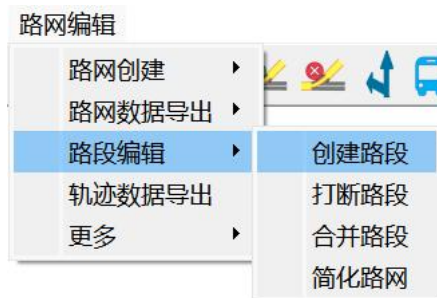 路网编辑
路网创建
路网数据导出
路段编辑
轨迹数据导出
更多
创建路段
打断路段
合并路段
简化路网